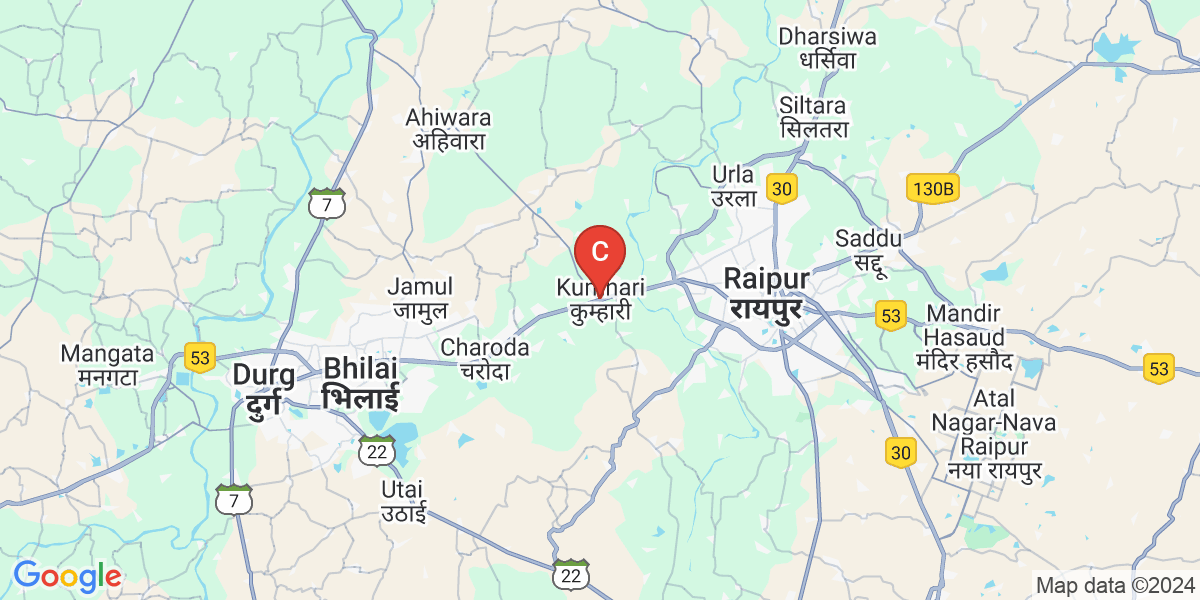 Dharsiwa
धर्सिवा
Siltara
सिलतरा
Ahiwara
अहिवारा
Urla
उरला
30
130B
7
Saddu
सद्दू
C
Kumhari
कुम्हारी
Raipur
रायपुर
Jamul
जामुल
53
Mandir
Hasaud
मंदिर हसौद
Charoda
चरोदा
Mangata
मनगटा
53
Durg
दुर्ग
Bhilai
भिलाई
53
Atal
Nagar-Nava
Raipur
नया रायपुर
22
30
7
Utai
उठाई
22
Google
Map data ©2024